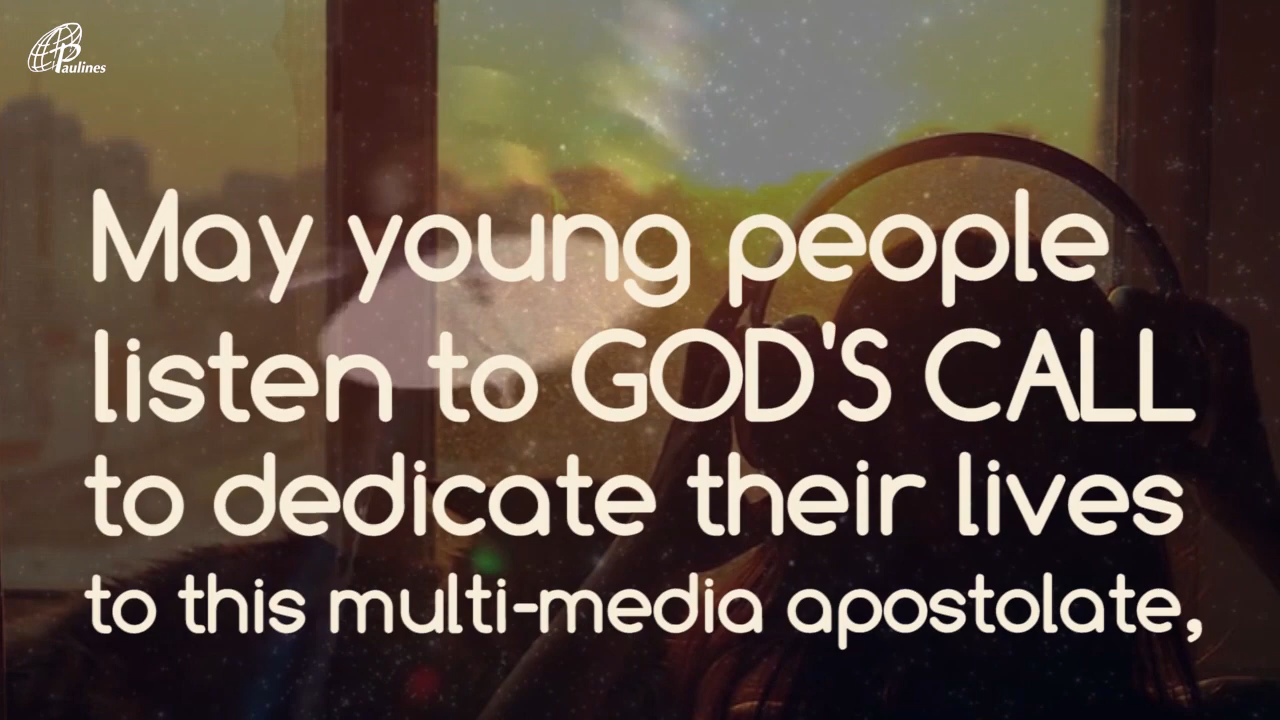 Paulines
May young people
listen to GOD'S CALL
to dedicate their lives
to this multi-media apostolate,